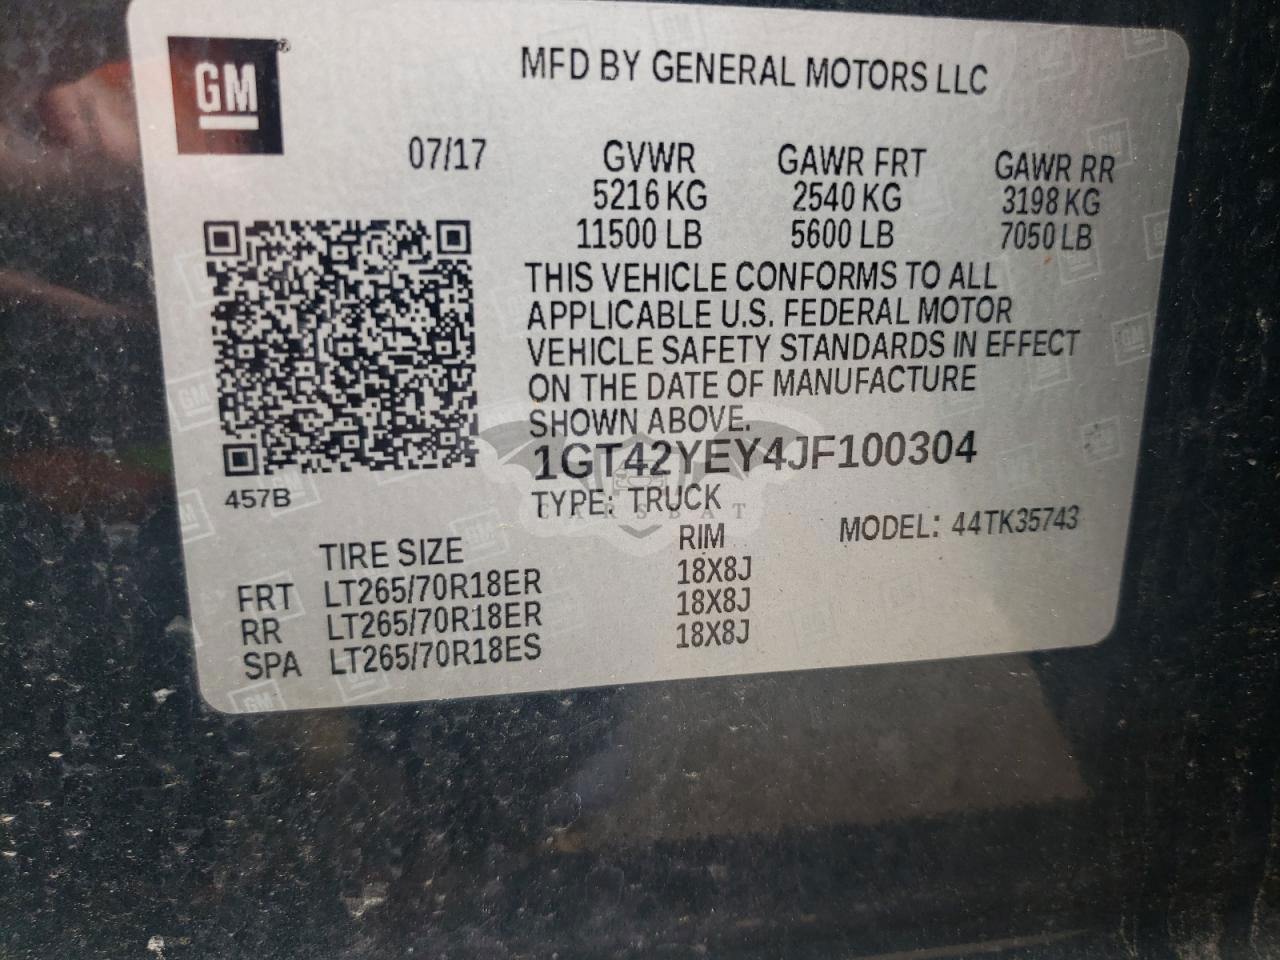 GM®
MFD BY GENERAL MOTORS LLC
07/17 GVWR GAWR FRT GAWR RR
5216 KG 2540 KG 3198 KG
11500 LB 5600 LB 7050 LB
THIS VEHICLE CONFORMS TO ALL
APPLICABLE U.S. FEDERAL MOTOR
VEHICLE SAFETY STANDARDS IN EFFECT
ON THE DATE OF MANUFACTURE
SHOWN ABOVE.
1GT42YEY4JF100304
457B
TYPE: TRUCK
CARSBAT
MODEL: 44TK35743
TIRE SIZE RIM
FRT LT265/70R18ER 18X8J
RR LT265/70R18ER 18X8J
SPA LT265/70R18ES 18X8J